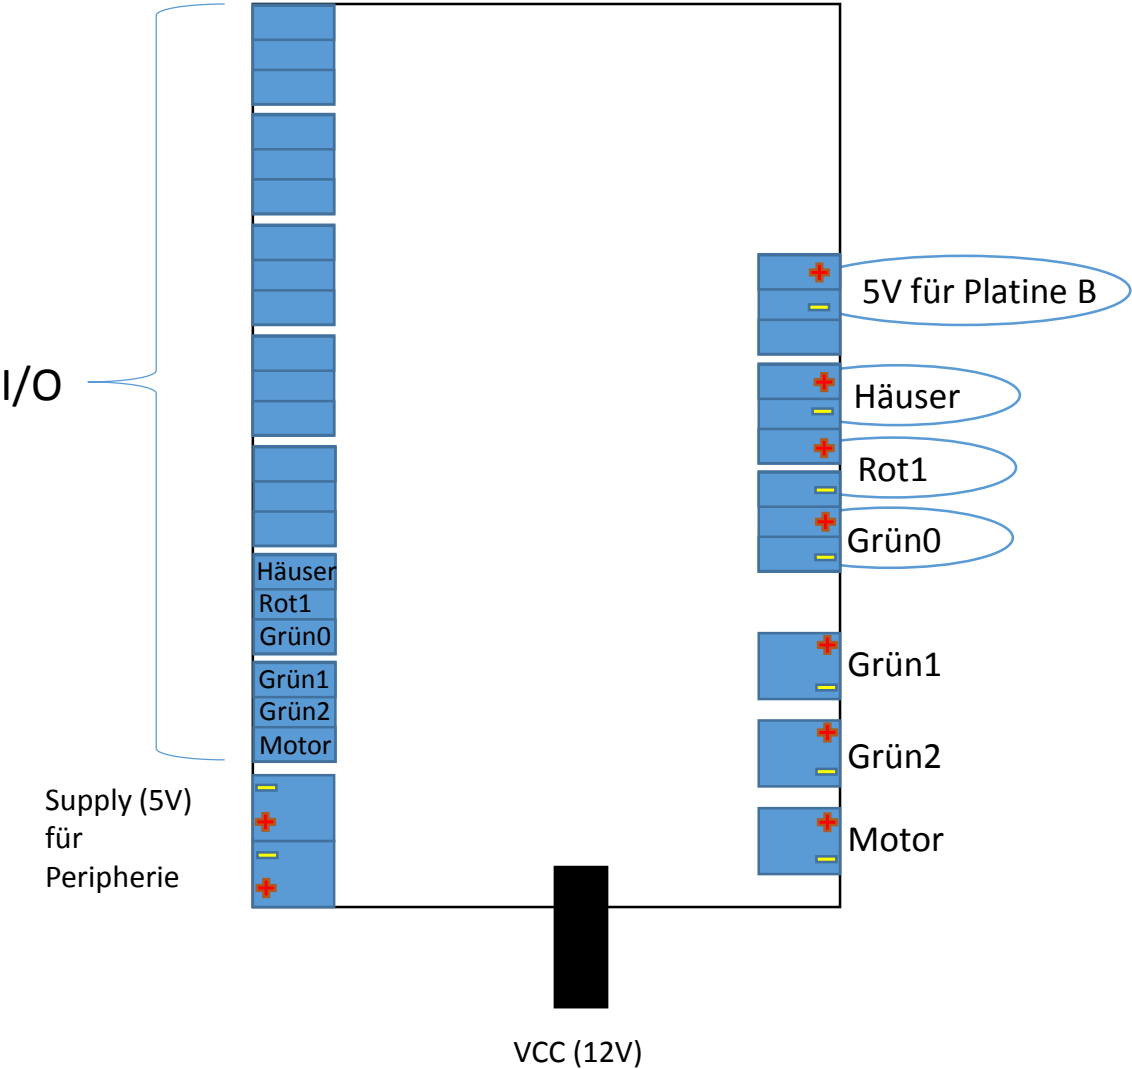 I/O
Häuser
Rot1
Grün0
Grün1
Grün2
Motor
Supply (5V)
für
Peripherie
5V für Platine B
Häuser
Rot1
Grün0
Grün1
Grün2
Motor
VCC (12V)